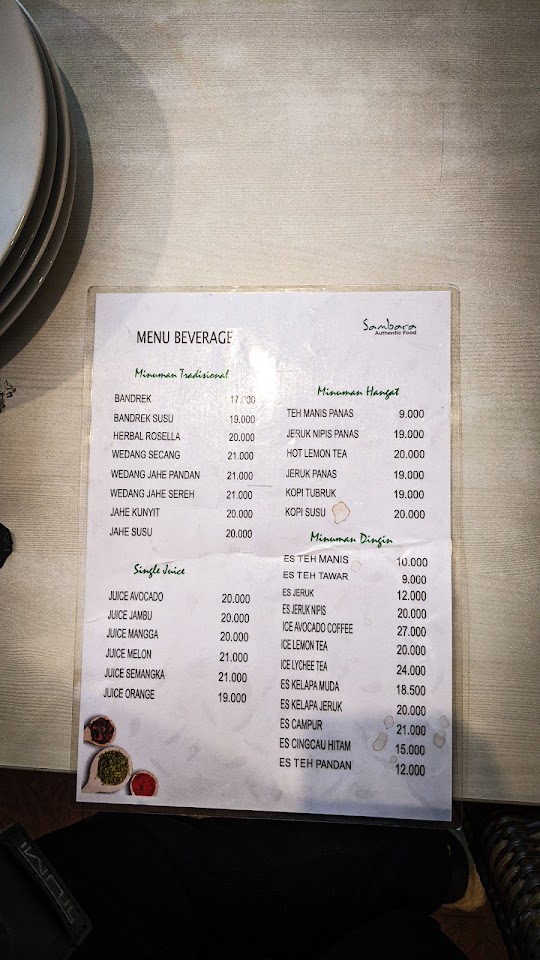 MENU BEVERAGE
Sambara
Authentic Food
Minuman Tradisional
BANDREK 17.000
BANDREK SUSU 19.000
HERBAL ROSELLA 20.000
WEDANG SECANG 21.000
WEDANG JAHE PANDAN 21.000
WEDANG JAHE SEREH 21.000
JAHE KUNYIT 20.000
JAHE SUSU 20.000
Single Juice
JUICE AVOCADO 20.000
JUICE JAMBU 20.000
JUICE MANGGA 20.000
JUICE MELON 21.000
JUICE SEMANGKA 21.000
JUICE ORANGE 19.000
Minuman Hangat
TEH MANIS PANAS 9.000
JERUK NIPIS PANAS 19.000
HOT LEMON TEA 20.000
JERUK PANAS 19.000
KOPI TUBRUK 19.000
KOPI SUSU 20.000
Minuman Dingin
ES TEH MANIS 10.000
ES TEH TAWAR 9.000
ES JERUK 12.000
ES JERUK NIPIS 20.000
ICE AVOCADO COFFEE 27.000
ICE LEMON TEA 20.000
ICE LYCHEE TEA 24.000
ES KELAPA MUDA 18.500
ES KELAPA JERUK 20.000
ES CAMPUR 21.000
ES CINGCAU HITAM 15.000
ES TEH PANDAN 12.000
TUMI